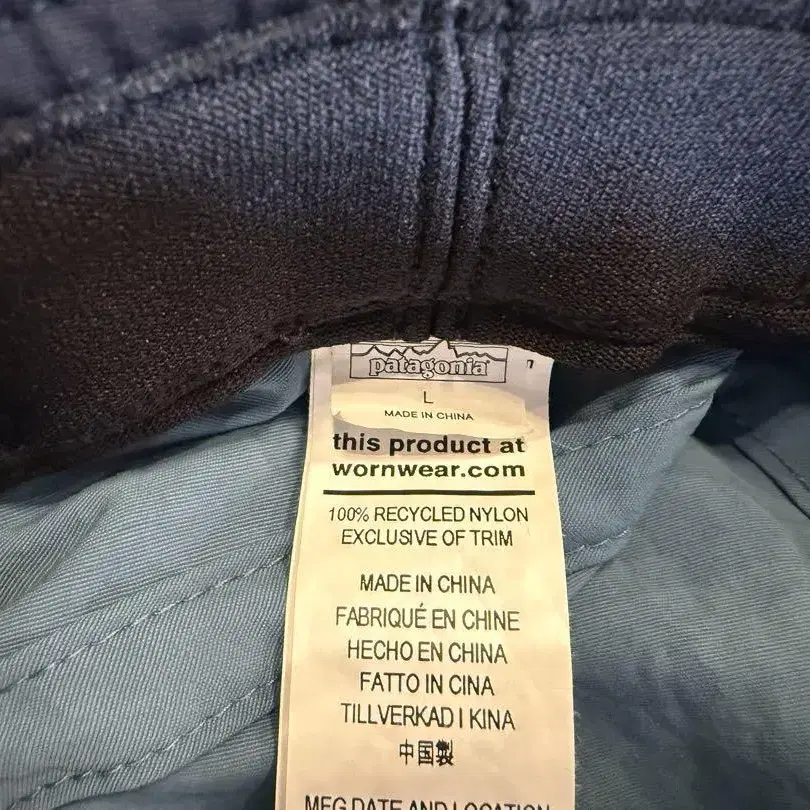 patagonia
L
MADE IN CHINA
this product at
wornwear.com
100% RECYCLED NYLON
EXCLUSIVE OF TRIM
MADE IN CHINA
FABRIQUÉ EN CHINE
HECHO EN CHINA
FATTO IN CINA
TILLVERKAD I KINA
中国製
MFG DATE AND LOCATION